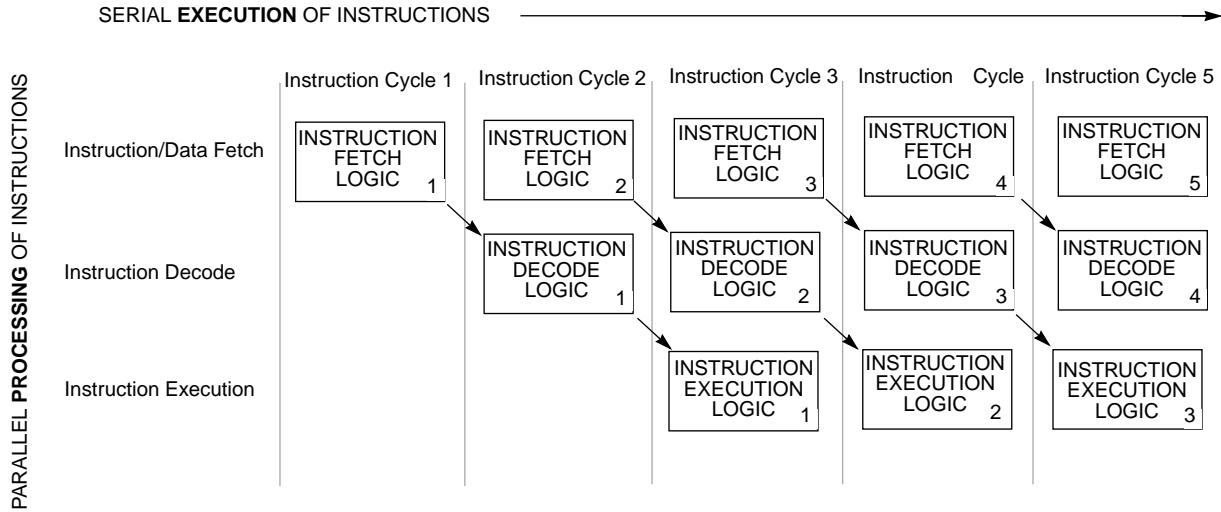 SERIAL EXECUTION OF INSTRUCTIONS
PARALLEL PROCESSING OF INSTRUCTIONS
Instruction Cycle 1
Instruction Cycle 2
Instruction Cycle 3
Instruction Cycle
Instruction Cycle 5
Instruction/Data Fetch
INSTRUCTION
FETCH
LOGIC 1
INSTRUCTION
FETCH
LOGIC 2
INSTRUCTION
FETCH
LOGIC 3
INSTRUCTION
FETCH
LOGIC 4
INSTRUCTION
FETCH
LOGIC 5
Instruction Decode
INSTRUCTION
DECODE
LOGIC 1
INSTRUCTION
DECODE
LOGIC 2
INSTRUCTION
DECODE
LOGIC 3
INSTRUCTION
DECODE
LOGIC 4
Instruction Execution
INSTRUCTION
EXECUTION
LOGIC 1
INSTRUCTION
EXECUTION
LOGIC 2
INSTRUCTION
EXECUTION
LOGIC 3